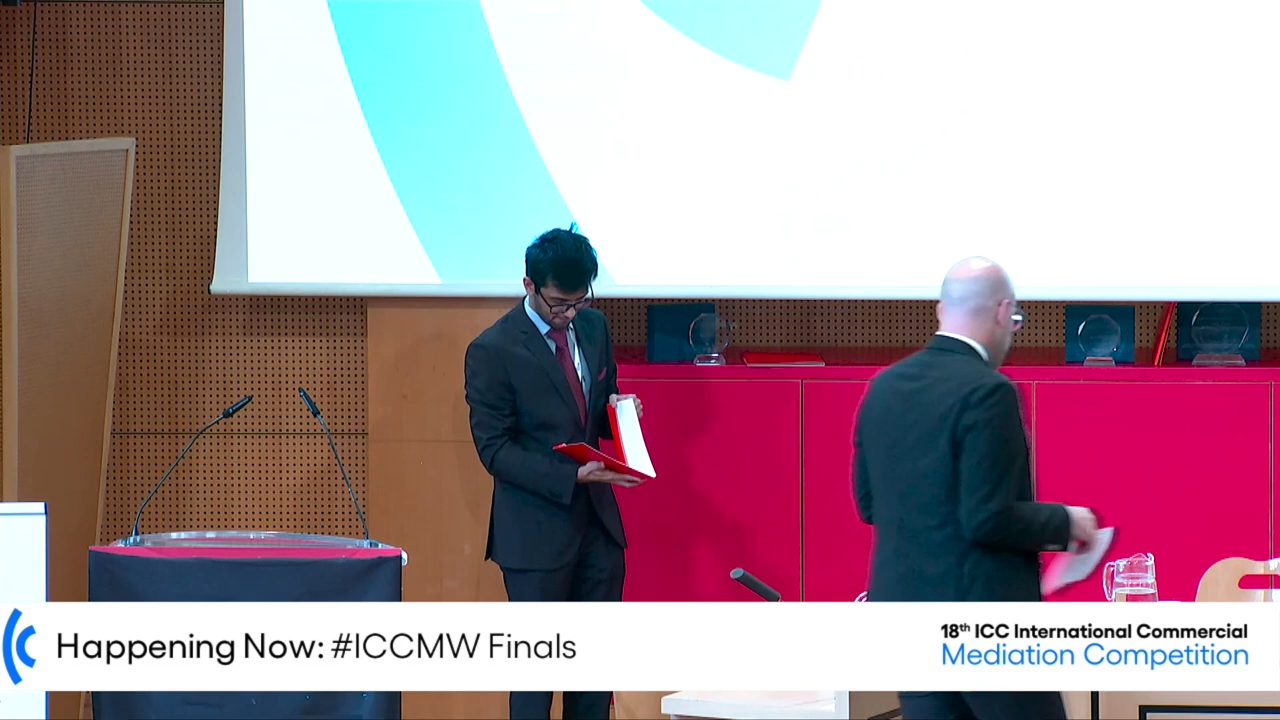 Happening Now: #ICCMW Finals
18th ICC International Commercial
Mediation Competition